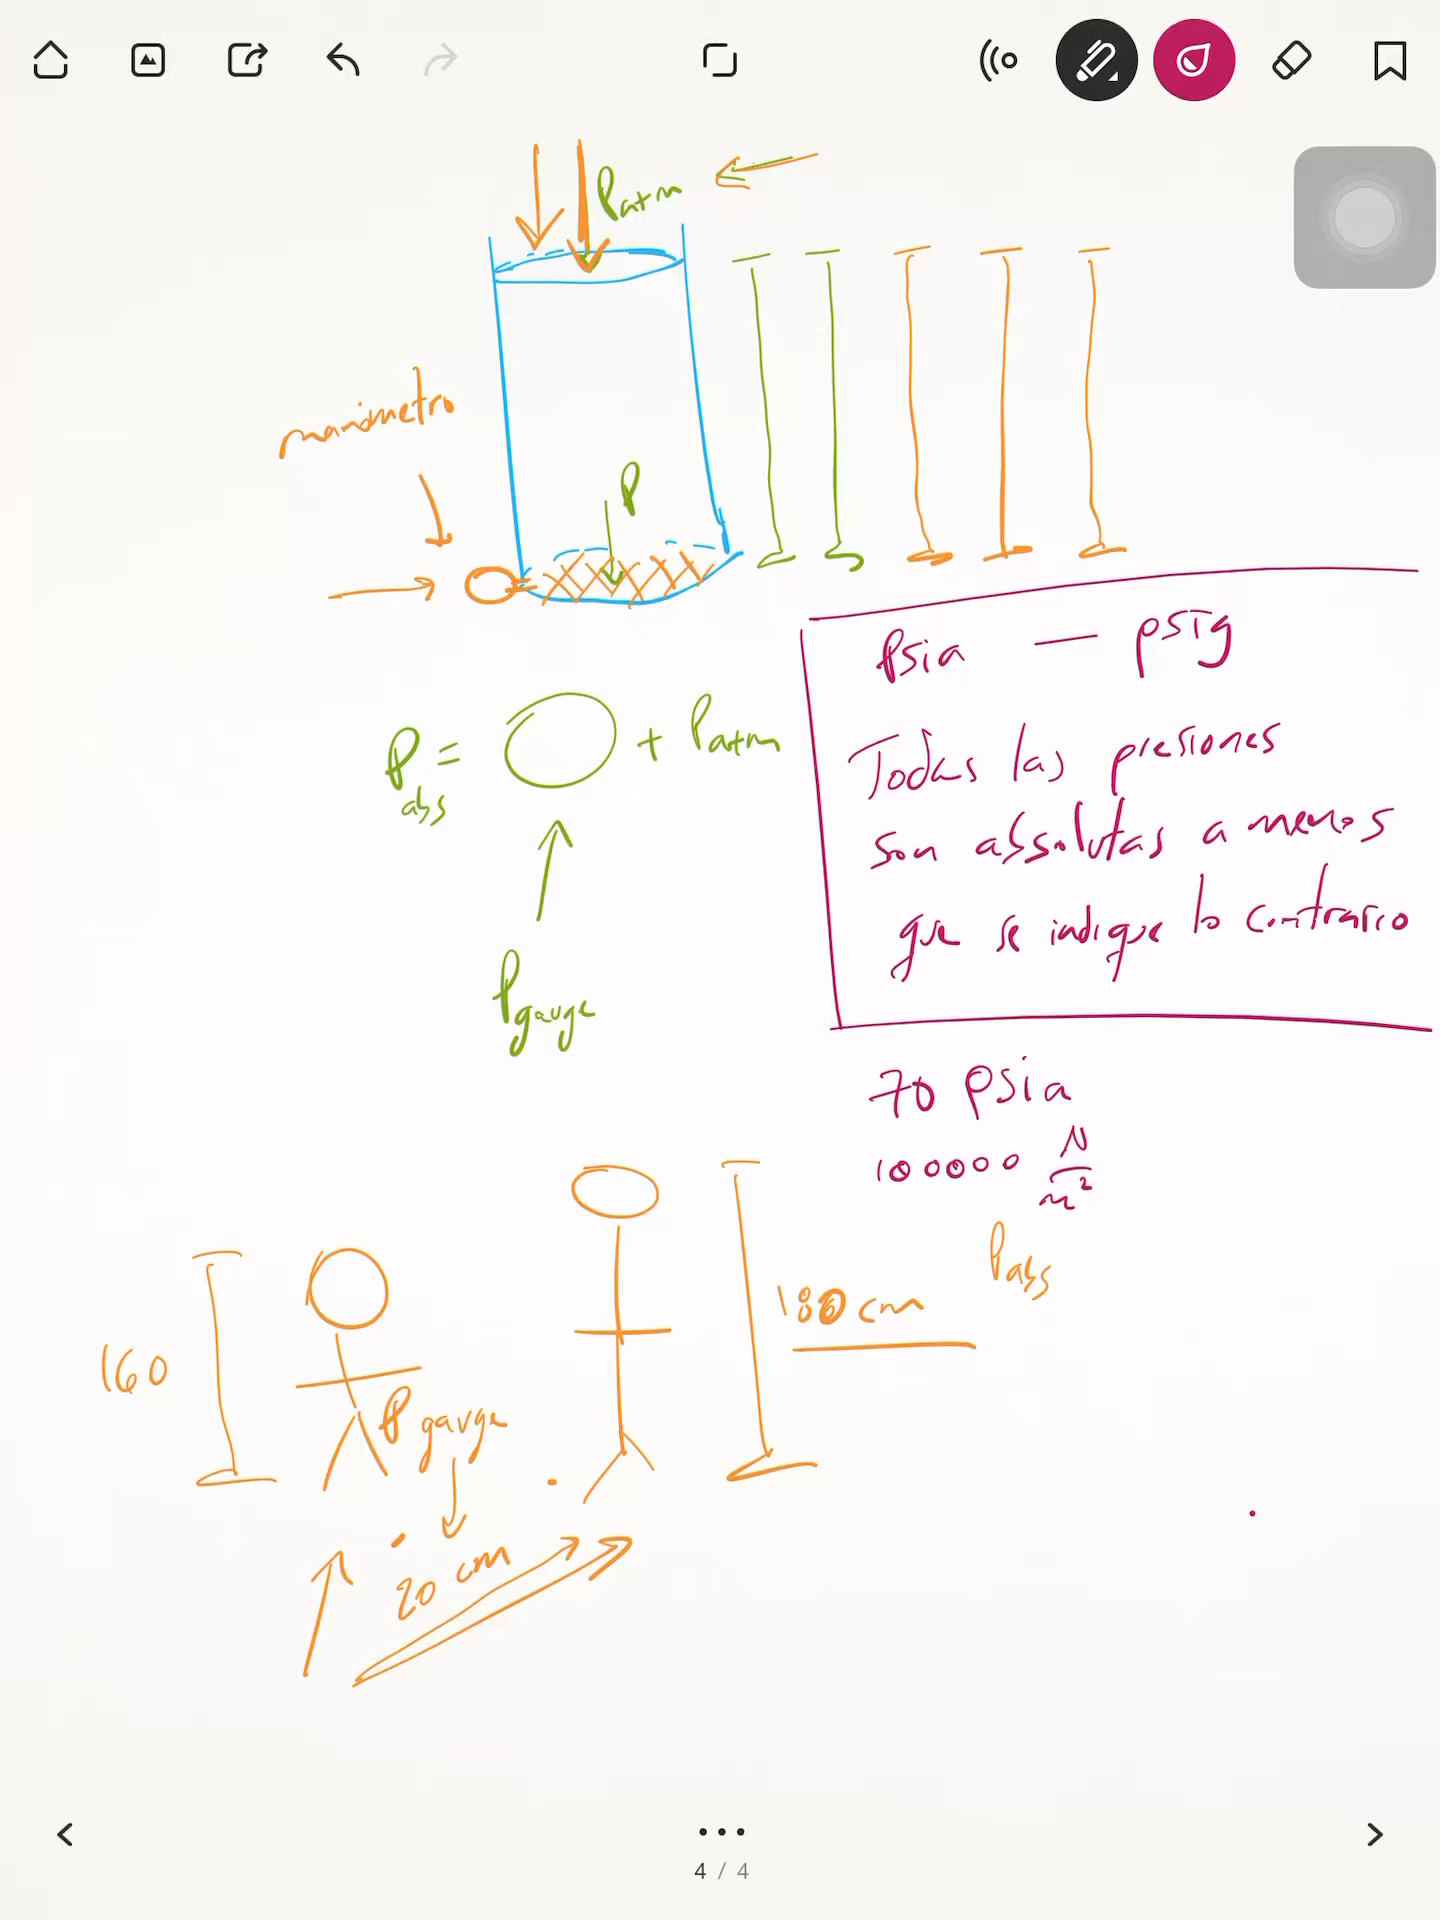 Patm
manómetro
P
Psia — psig
Pabs = + Patm
Todas las presiones
son absolutas a menos
que se indique lo contrario
Pgauge
70 psia
100000 N/m²
Pabs
180 cm
160
Pgauge
20 cm
4 / 4